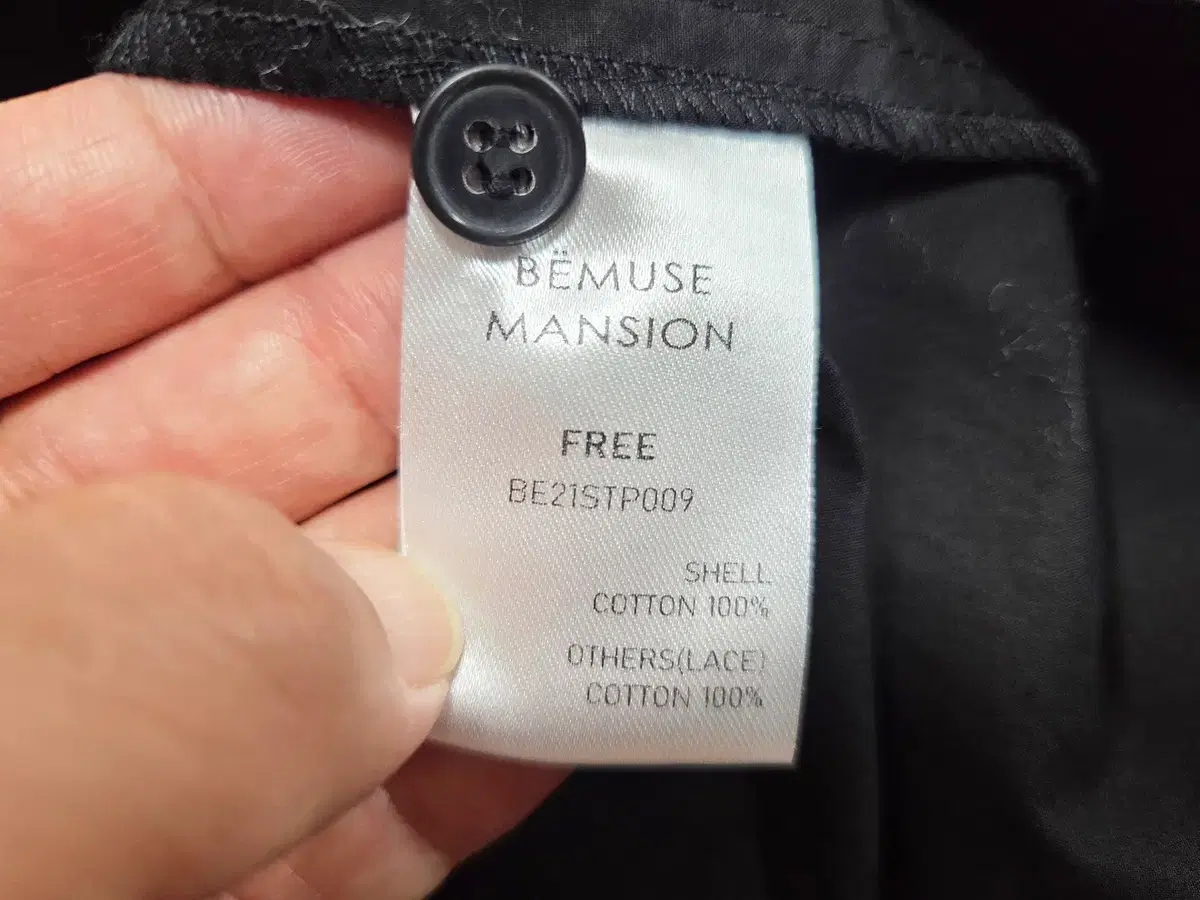 BËMUSE
MANSION
FREE
BE21STP009
SHELL
COTTON 100%
OTHERS(LACE)
COTTON 100%